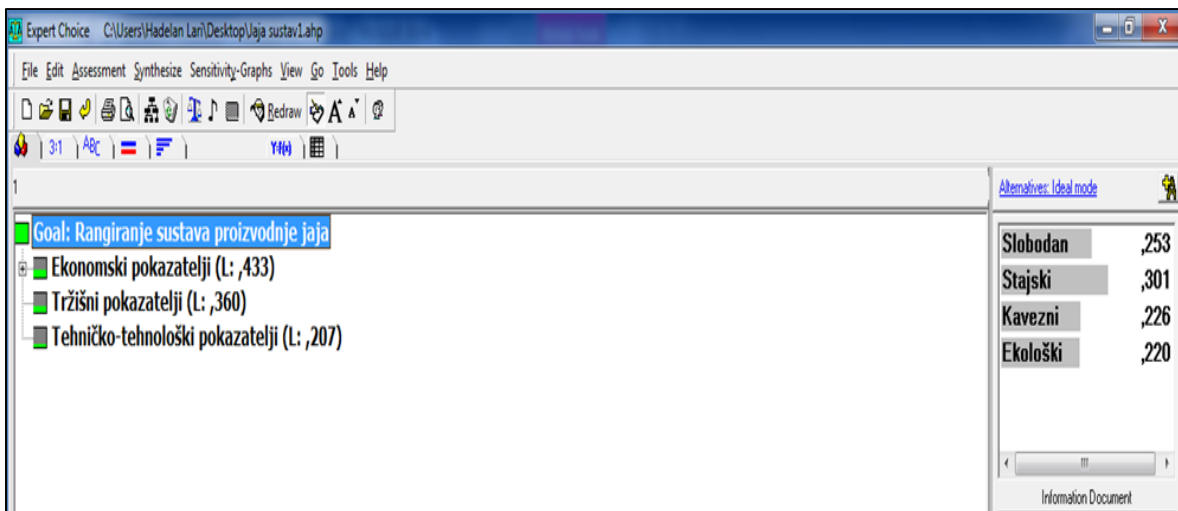 Expert Choice C:\Users\Hadelan Lari\Desktop\Jaja sustav1.ahp
File Edit Assessment Synthesize Sensitivity-Graphs View Go Tools Help
Redraw A A
3:1 ABC Y=f(x)
1
Alternatives: Ideal mode
Goal: Rangiranje sustava proizvodnje jaja
Ekonomski pokazatelji (L: ,433)
Tržišni pokazatelji (L: ,360)
Tehničko-tehnološki pokazatelji (L: ,207)
Slobodan ,253
Stajski ,301
Kavezni ,226
Ekološki ,220
Information Document